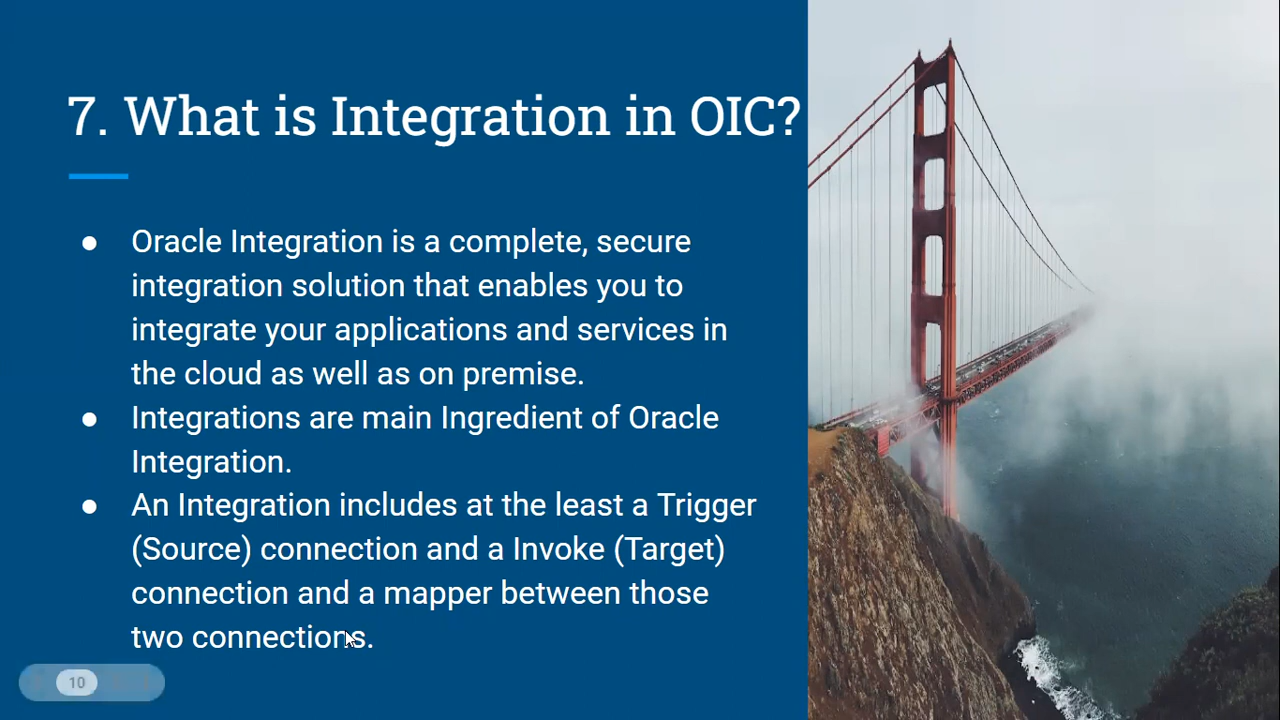 7. What is Integration in OIC?
● Oracle Integration is a complete, secure
integration solution that enables you to
integrate your applications and services in
the cloud as well as on premise.
● Integrations are main Ingredient of Oracle
Integration.
● An Integration includes at the least a Trigger
(Source) connection and a Invoke (Target)
connection and a mapper between those
two connections.
10